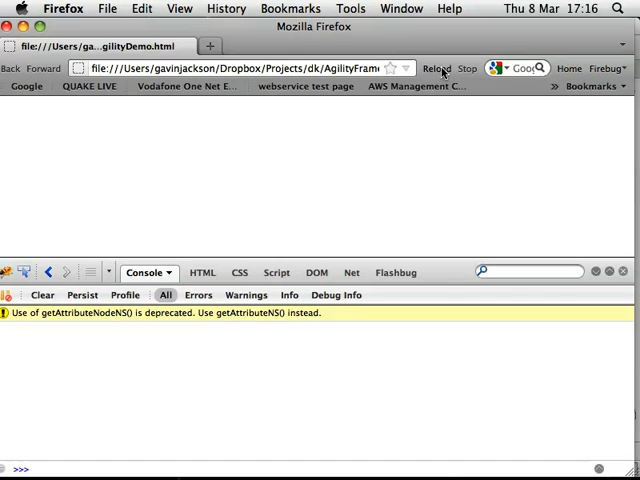 Firefox File Edit View History Bookmarks Tools Window Help Thu 8 Mar 17:16
Mozilla Firefox
file:///Users/ga...gilityDemo.html +
Back Forward file:///Users/gavinjackson/Dropbox/Projects/dk/AgilityFrame Reload Stop Goo Home Firebug
Google QUAKE LIVE Vodafone One Net E... webservice test page AWS Management C... » Bookmarks
Console HTML CSS Script DOM Net Flashbug
Clear Persist Profile All Errors Warnings Info Debug Info
Use of getAttributeNodeNS() is deprecated. Use getAttributeNS() instead.
>>>